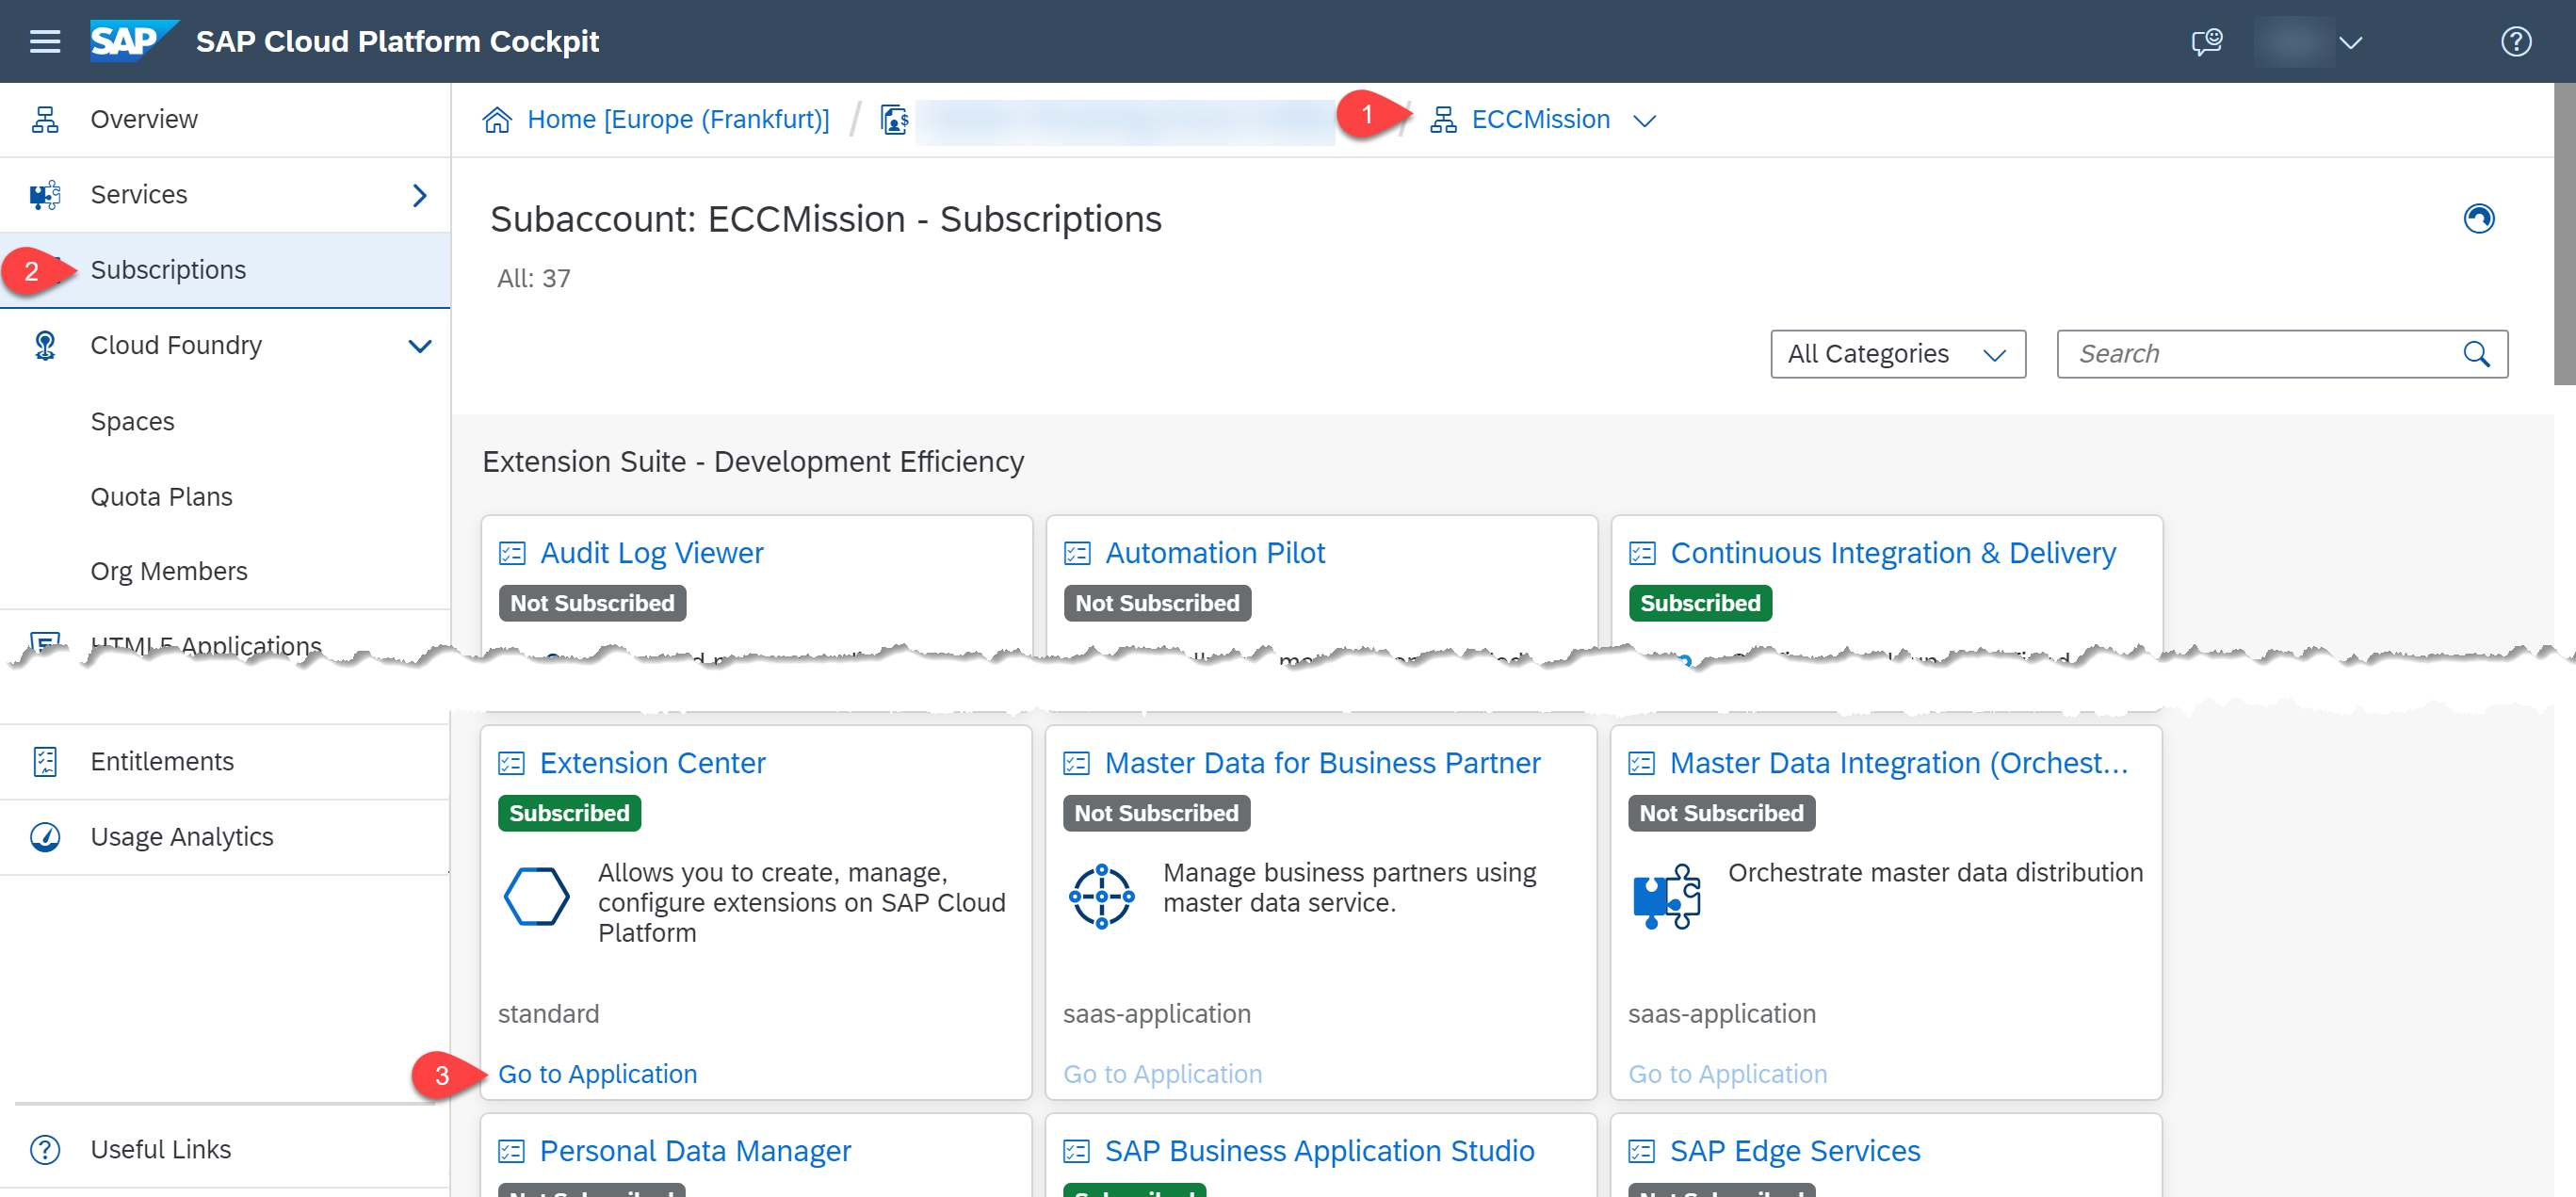 SAP SAP Cloud Platform Cockpit
Overview
Services
2 Subscriptions
Cloud Foundry
Spaces
Quota Plans
Org Members
HTML5 Applications
Entitlements
Usage Analytics
Useful Links
Home [Europe (Frankfurt)] / 1 / ECCMission
Subaccount: ECCMission - Subscriptions
All: 37
All Categories
Search
Extension Suite - Development Efficiency
Audit Log Viewer
Not Subscribed
Automation Pilot
Not Subscribed
Continuous Integration & Delivery
Subscribed
Extension Center
Subscribed
Allows you to create, manage,
configure extensions on SAP Cloud
Platform
standard
3 Go to Application
Master Data for Business Partner
Not Subscribed
Manage business partners using
master data service.
saas-application
Go to Application
Master Data Integration (Orchest...
Not Subscribed
Orchestrate master data distribution
saas-application
Go to Application
Personal Data Manager
Not Subscribed
SAP Business Application Studio
Subscribed
SAP Edge Services
Not Subscribed